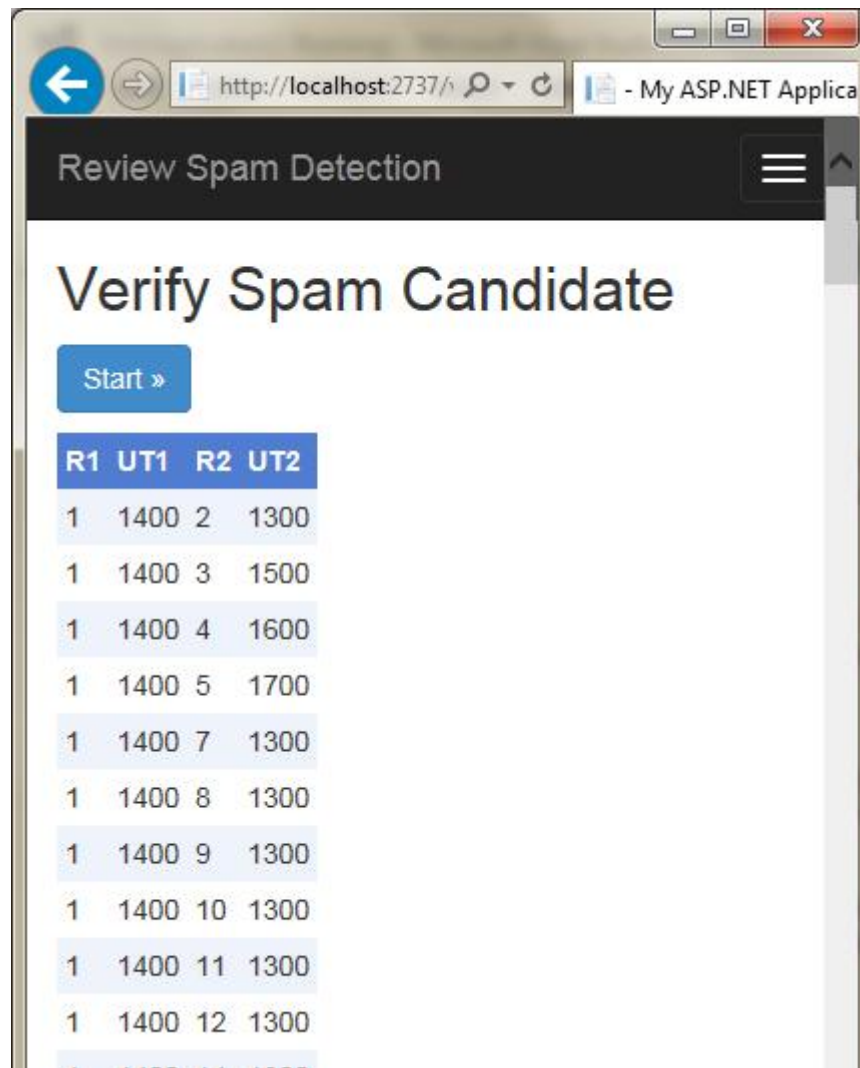 http://localhost:2737/ - My ASP.NET Applica
Review Spam Detection
Verify Spam Candidate
Start »
R1 UT1 R2 UT2
1 1400 2 1300
1 1400 3 1500
1 1400 4 1600
1 1400 5 1700
1 1400 7 1300
1 1400 8 1300
1 1400 9 1300
1 1400 10 1300
1 1400 11 1300
1 1400 12 1300